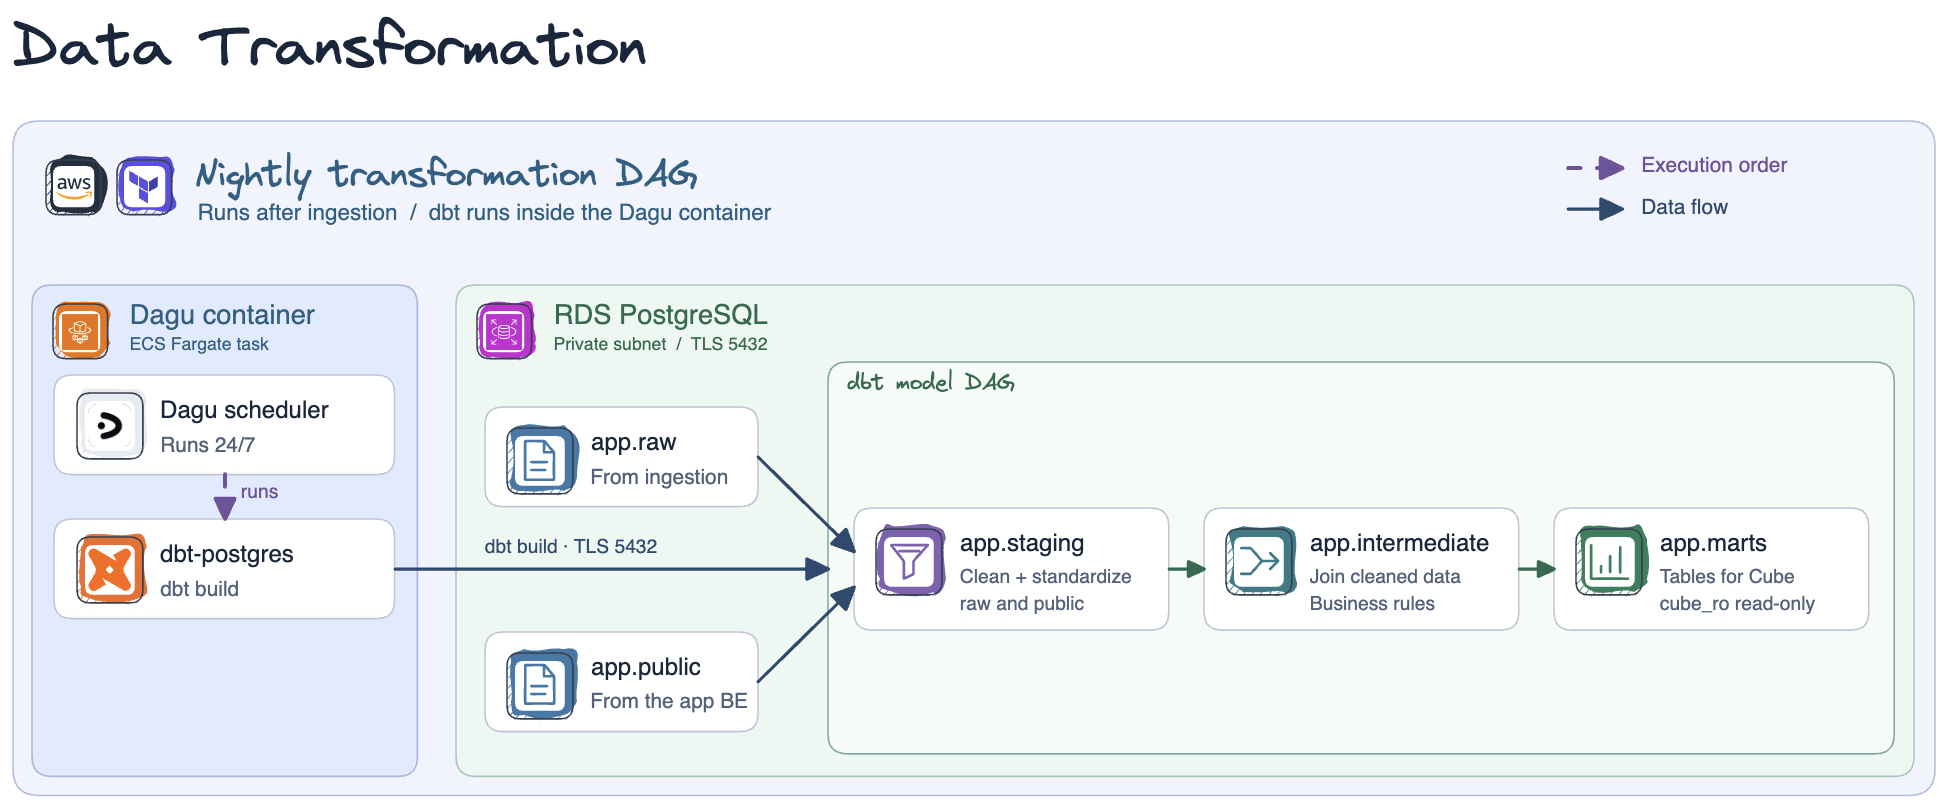 Data Transformation
aws
Nightly transformation DAG
Runs after ingestion / dbt runs inside the Dagu container
Execution order
Data flow
Dagu container
ECS Fargate task
Dagu scheduler
Runs 24/7
runs
dbt-postgres
dbt build
RDS PostgreSQL
Private subnet / TLS 5432
dbt model DAG
app.raw
From ingestion
dbt build · TLS 5432
app.public
From the app BE
app.staging
Clean + standardize
raw and public
app.intermediate
Join cleaned data
Business rules
app.marts
Tables for Cube
cube_ro read-only